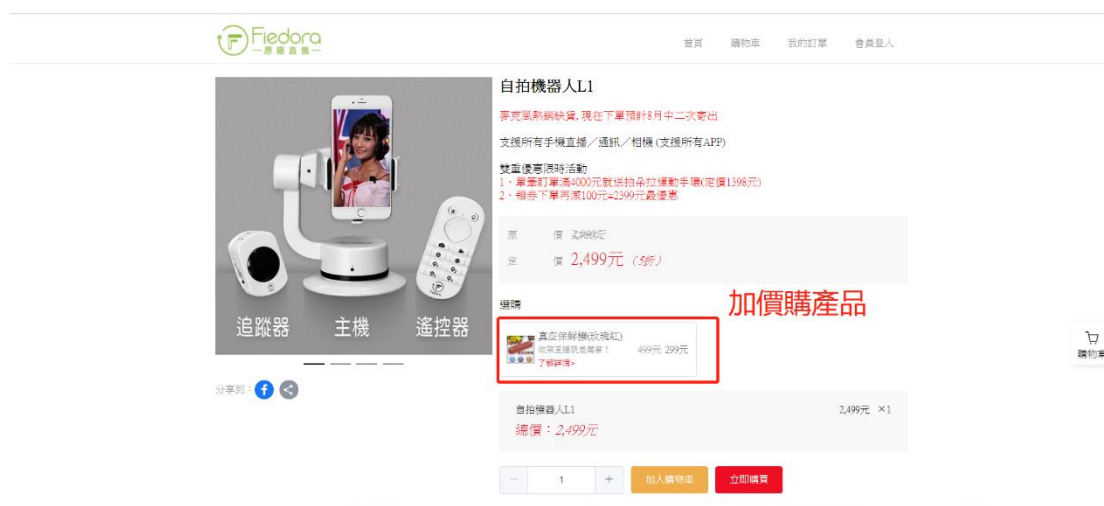 Fiedora
原廠直售
首頁 購物車 我的訂單 會員登入
自拍機器人L1
麥克風熱銷缺貨, 現在下單預計8月中二次寄出
支援所有手機直播／通訊／相機 (支援所有APP)
雙重優惠限時活動
1、單筆訂單滿4000元就送拍朵拉運動手環(定價1398元)
2、領券下單再減100元=2399元最優惠
原 價
定 價 2,499元 (5折)
追蹤器 主機 遙控器
選購
加價購產品
真空保鮮機(玫瑰紅)
499元 299元
了解詳情>
購物車
分享到：
自拍機器人L1 2,499元 ×1
總價：2,499元
− 1 + 加入購物車 立即購買